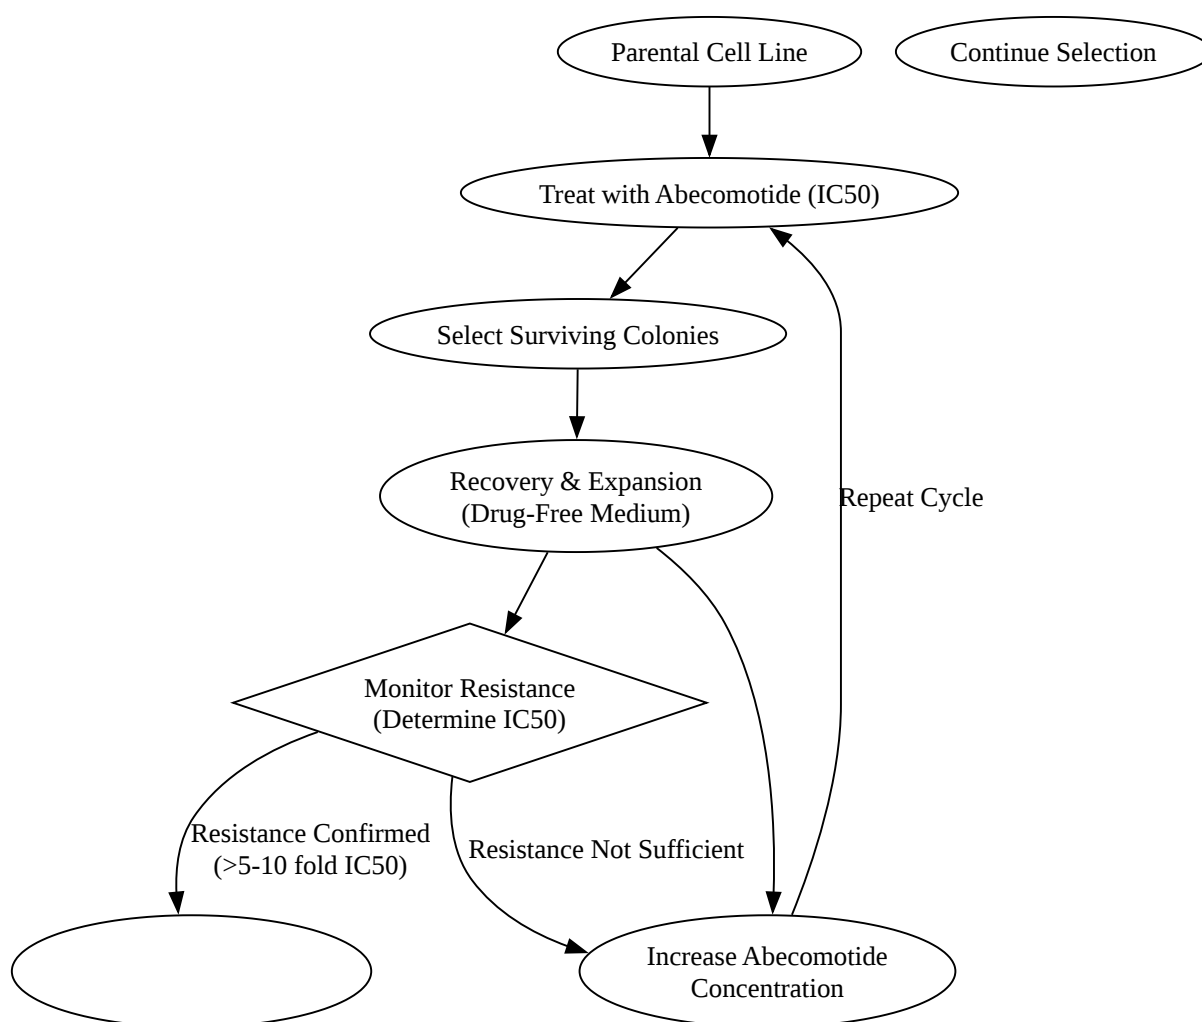 Parental Cell Line
Continue Selection
Treat with Abecomotide (IC50)
Select Surviving Colonies
Recovery & Expansion
(Drug-Free Medium)
Repeat Cycle
Monitor Resistance
(Determine IC50)
Resistance Confirmed
(>5-10 fold IC50)
Resistance Not Sufficient
Increase Abecomotide
Concentration